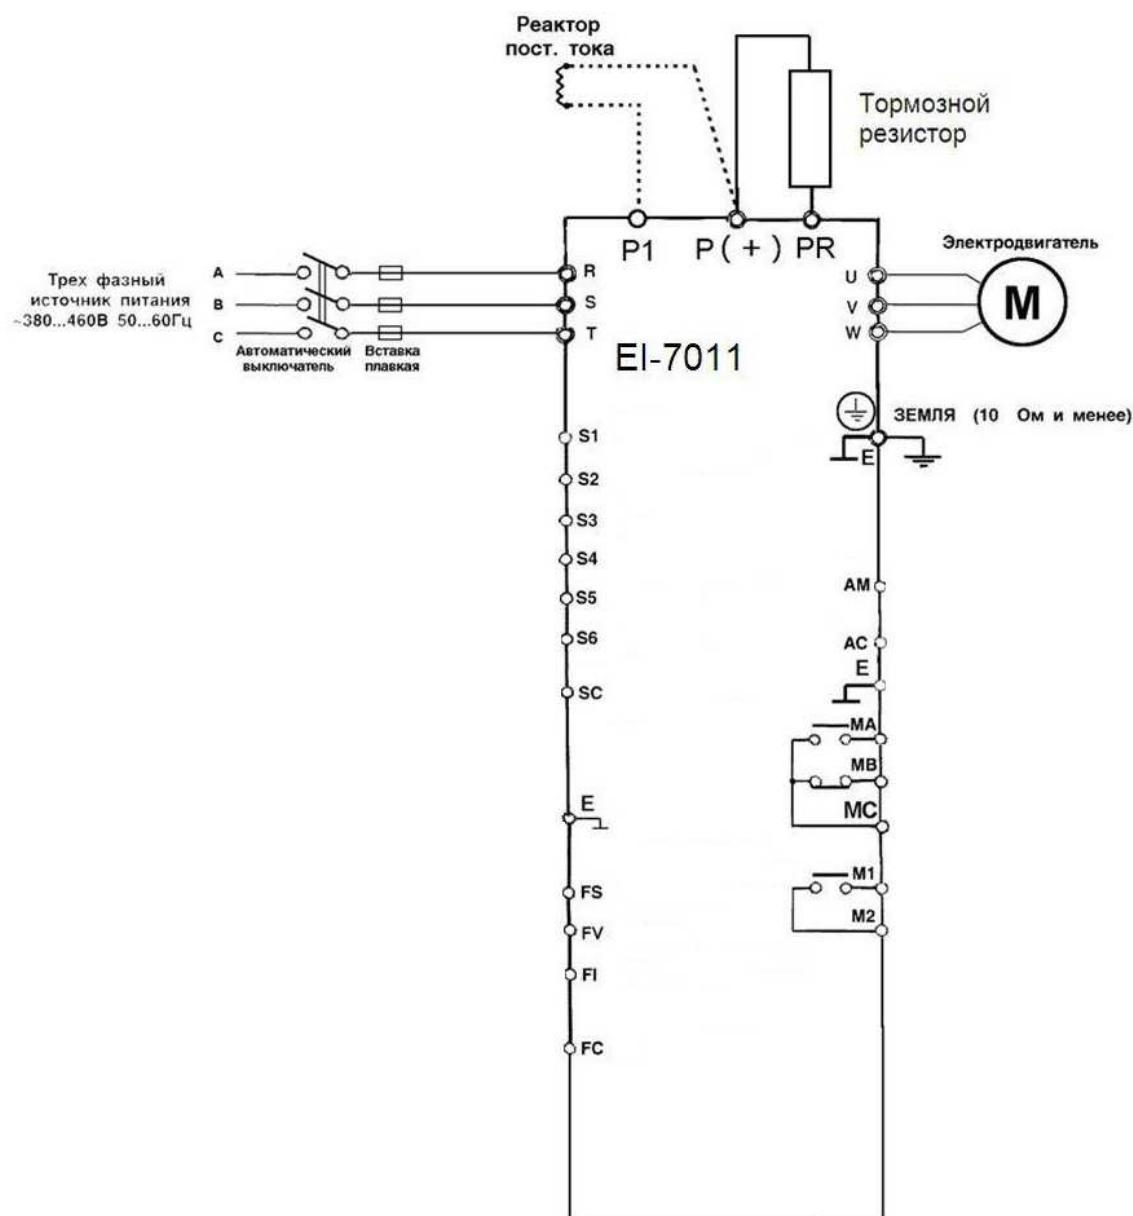 Реактор
пост. тока
Тормозной
резистор
P1 P(+) PR
Электродвигатель
Трех фазный
источник питания
~380...460В 50...60Гц
A
B
C
Автоматический
выключатель
Вставка
плавкая
R
S
T
U
V
W
M
EI-7011
ЗЕМЛЯ (10 Ом и менее)
E
S1
S2
S3
S4
S5
S6
SC
E
FS
FV
FI
FC
AM
AC
E
MA
MB
MC
M1
M2